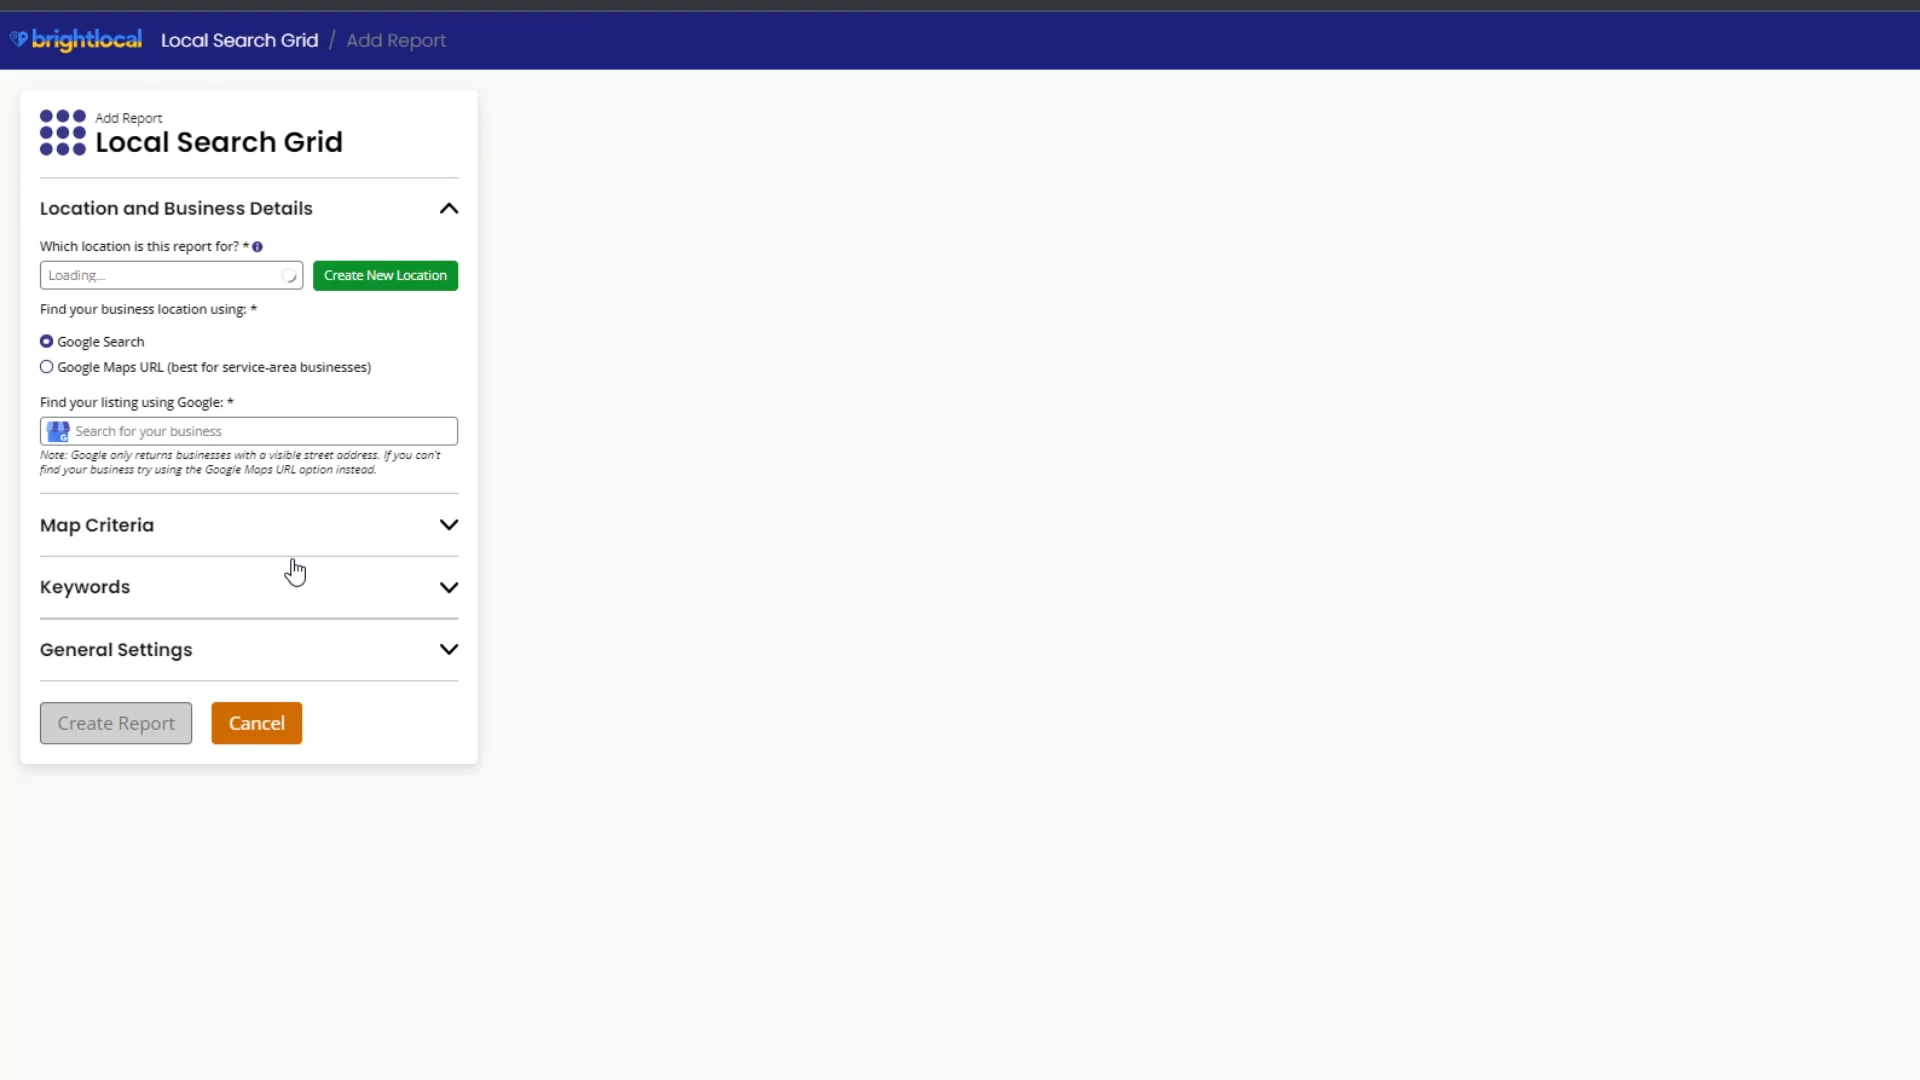 brightlocal Local Search Grid / Add Report
Add Report
Local Search Grid
Location and Business Details
Which location is this report for? *
Loading...
Create New Location
Find your business location using: *
Google Search
Google Maps URL (best for service-area businesses)
Find your listing using Google: *
Search for your business
Note: Google only returns businesses with a visible street address. If you can't
find your business try using the Google Maps URL option instead.
Map Criteria
Keywords
General Settings
Create Report
Cancel